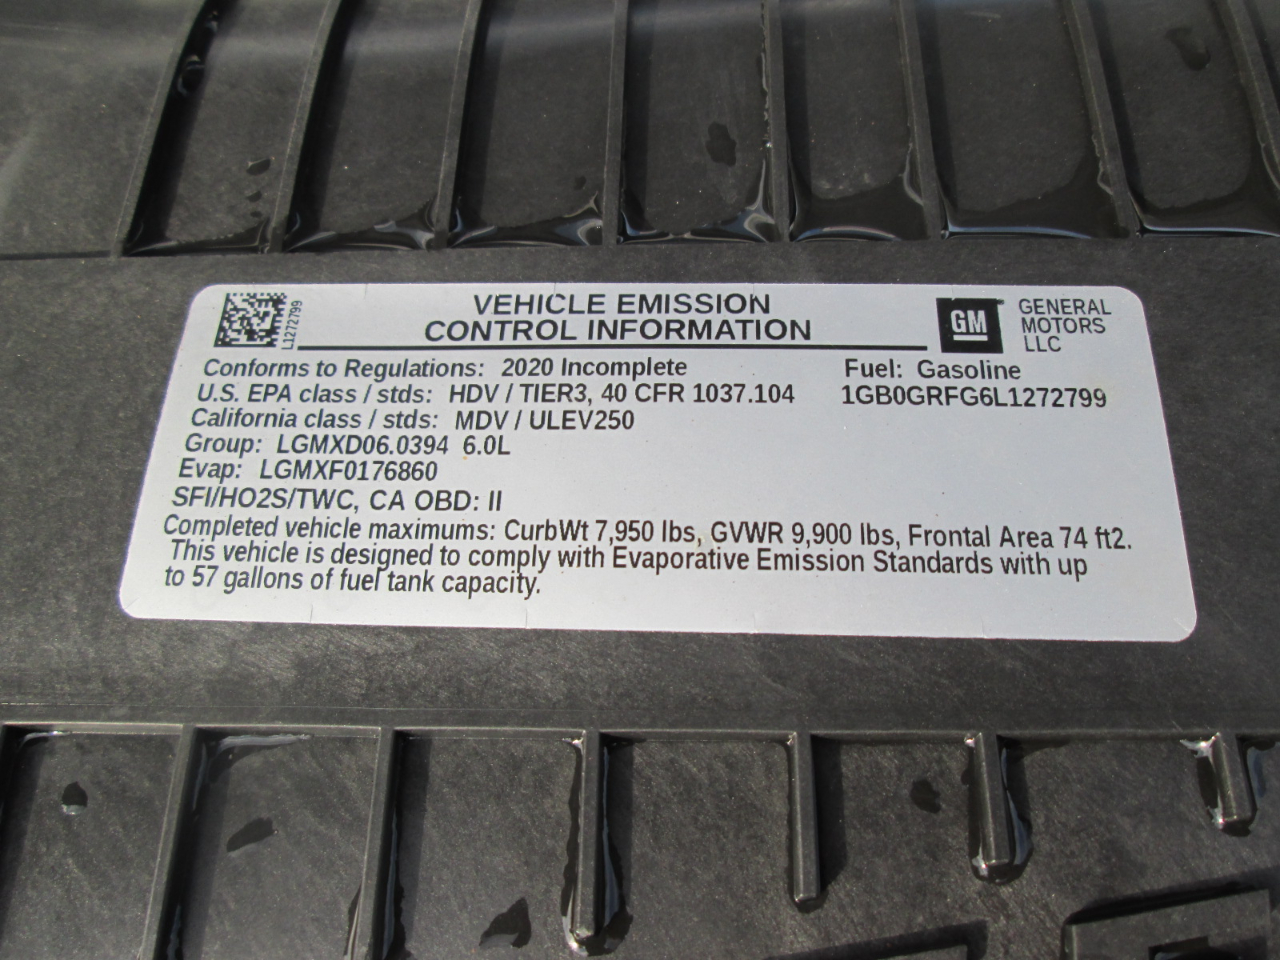 L1272799
VEHICLE EMISSION
CONTROL INFORMATION
GM
GENERAL
MOTORS
LLC
Conforms to Regulations: 2020 Incomplete
Fuel: Gasoline
U.S. EPA class / stds: HDV / TIER3, 40 CFR 1037.104
1GB0GRFG6L1272799
California class / stds: MDV / ULEV250
Group: LGMXD06.0394 6.0L
Evap: LGMXF0176860
SFI/HO2S/TWC, CA OBD: II
Completed vehicle maximums: CurbWt 7,950 lbs, GVWR 9,900 lbs, Frontal Area 74 ft2.
This vehicle is designed to comply with Evaporative Emission Standards with up
to 57 gallons of fuel tank capacity.